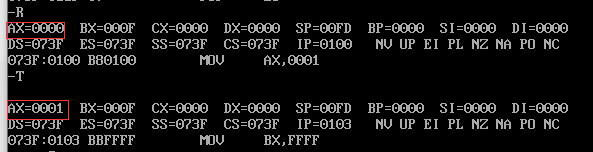 -R
AX=0000  BX=000F  CX=0000  DX=0000  SP=00FD  BP=0000  SI=0000  DI=0000
DS=073F  ES=073F  SS=073F  CS=073F  IP=0100   NV UP EI PL NZ NA PO NC
073F:0100 B80100        MOV     AX,0001
-T
AX=0001  BX=000F  CX=0000  DX=0000  SP=00FD  BP=0000  SI=0000  DI=0000
DS=073F  ES=073F  SS=073F  CS=073F  IP=0103   NV UP EI PL NZ NA PO NC
073F:0103 BBFFFF        MOV     BX,FFFF